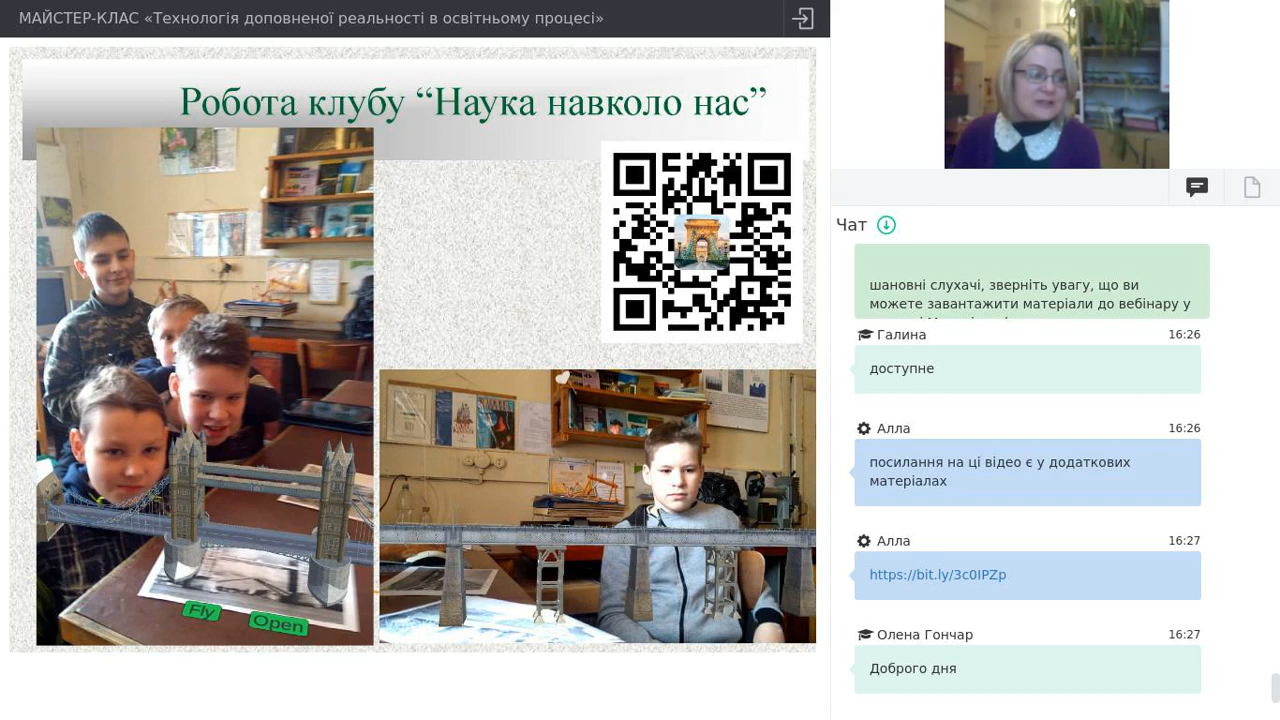 МАЙСТЕР-КЛАС «Технологія доповненої реальності в освітньому процесі»
Робота клубу “Наука навколо нас”
Fly
Open
Чат
шановні слухачі, зверніть увагу, що ви
можете завантажити матеріали до вебінару у
Галина 16:26
доступне
Алла 16:26
посилання на ці відео є у додаткових
матеріалах
Алла 16:27
https://bit.ly/3c0IPZp
Олена Гончар 16:27
Доброго дня